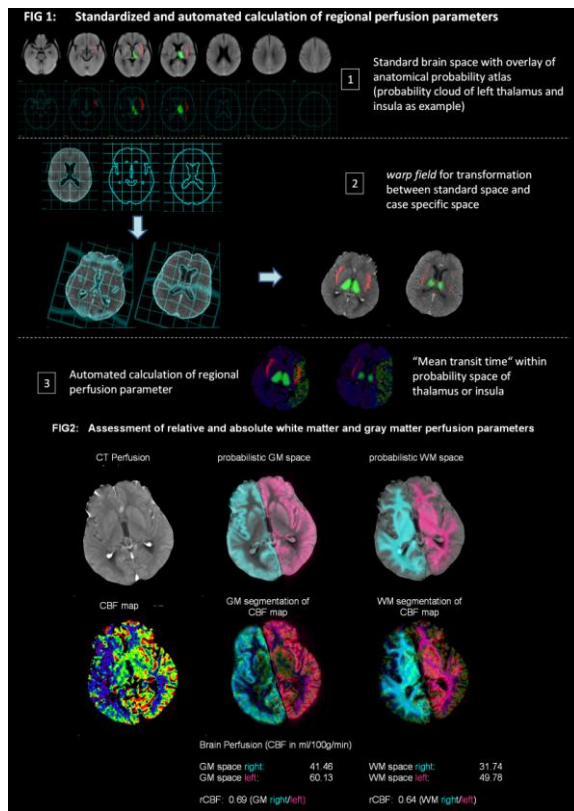 FIG 1: Standardized and automated calculation of regional perfusion parameters
1
Standard brain space with overlay of
anatomical probability atlas
(probability cloud of left thalamus and
insula as example)
2
warp field for transformation
between standard space and
case specific space
3
Automated calculation of regional
perfusion parameter
"Mean transit time" within
probability space of
thalamus or insula
FIG2: Assessment of relative and absolute white matter and gray matter perfusion parameters
CT Perfusion
probabilistic GM space
probabilistic WM space
CBF map
GM segmentation of
CBF map
WM segmentation of
CBF map
Brain Perfusion (CBF in ml/100g/min)
GM space right: 41.46
GM space left: 60.13
rCBF: 0.69 (GM right/left)
WM space right: 31.74
WM space left: 49.78
rCBF: 0.64 (WM right/left)